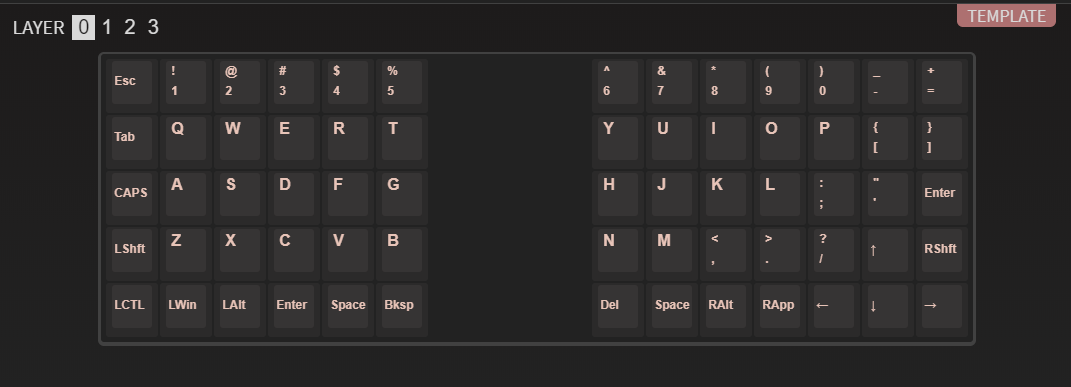 TEMPLATE
LAYER 0 1 2 3
Esc ! 1 @ 2 # 3 $ 4 % 5 ^ 6 & 7 * 8 ( 9 ) 0 _ - + =
Tab Q W E R T Y U I O P { [ } ]
CAPS A S D F G H J K L : ; " ' Enter
LShft Z X C V B N M < , > . ? / ↑ RShft
LCTL LWin LAlt Enter Space Bksp Del Space RAlt RApp ← ↓ →